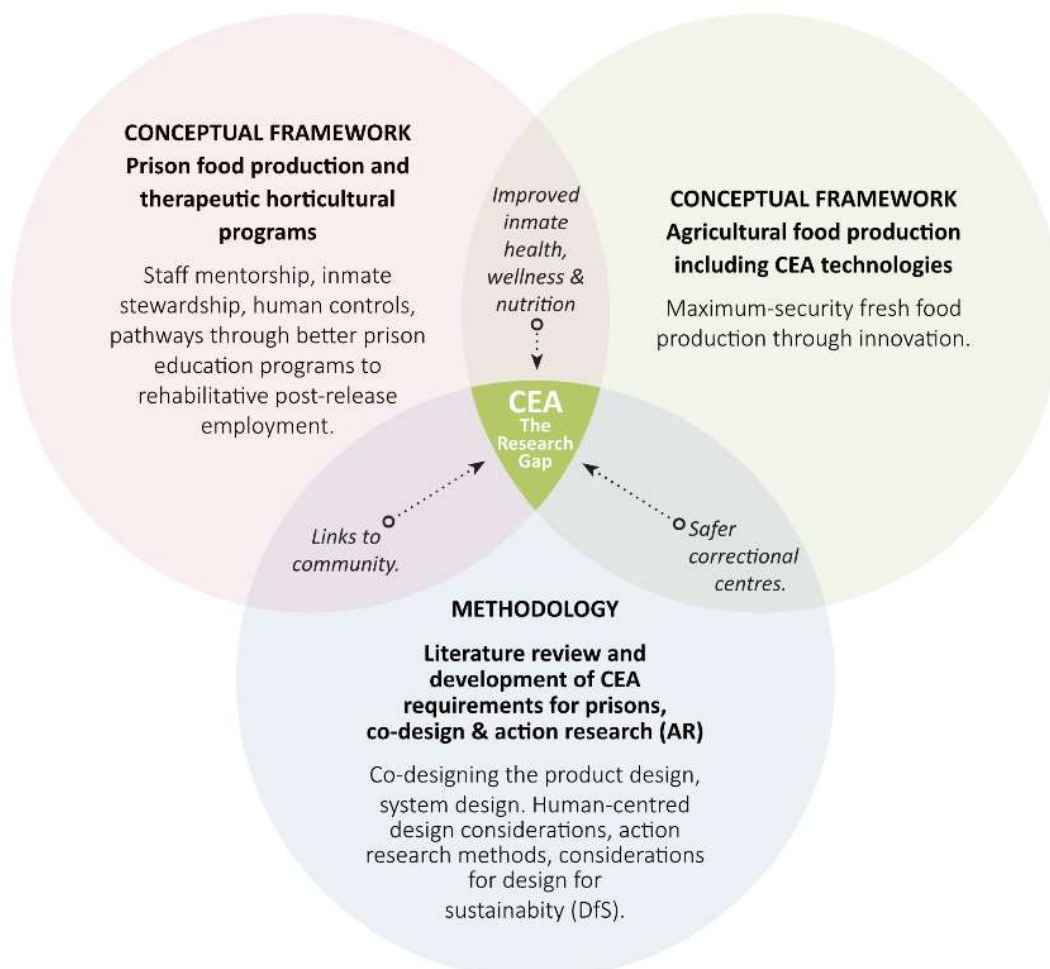 CONCEPTUAL FRAMEWORK
Prison food production and
therapeutic horticultural
programs
Staff mentorship, inmate
stewardship, human controls,
pathways through better prison
education programs to
rehabilitative post-release
employment.
Improved
inmate
health,
wellness &
nutrition
CONCEPTUAL FRAMEWORK
Agricultural food production
including CEA technologies
Maximum-security fresh food
production through innovation.
CEA
The
Research
Gap
Links to
community.
Safer
correctional
centres.
METHODOLOGY
Literature review and
development of CEA
requirements for prisons,
co-design & action research (AR)
Co-designing the product design,
system design. Human-centred
design considerations, action
research methods, considerations
for design for
sustainabity (DfS).